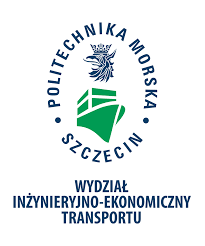 • POLITECHNIKA MORSKA •
SZCZECIN
WYDZIAŁ
INŻYNIERYJNO-EKONOMICZNY
TRANSPORTU